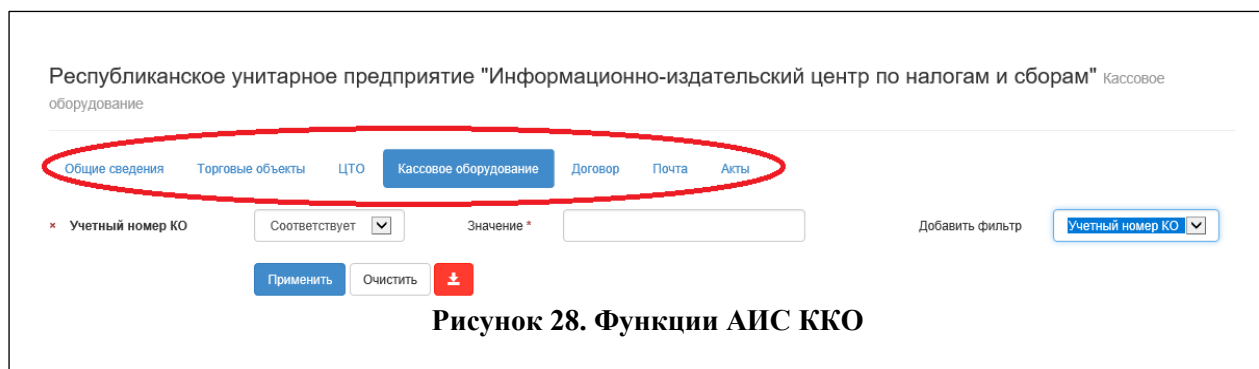 Республиканское унитарное предприятие "Информационно-издательский центр по налогам и сборам" Кассовое
оборудование
Общие сведения Торговые объекты ЦТО Кассовое оборудование Договор Почта Акты
× Учетный номер КО Соответствует Значение * Добавить фильтр Учетный номер КО
Применить Очистить
Рисунок 28. Функции АИС ККО